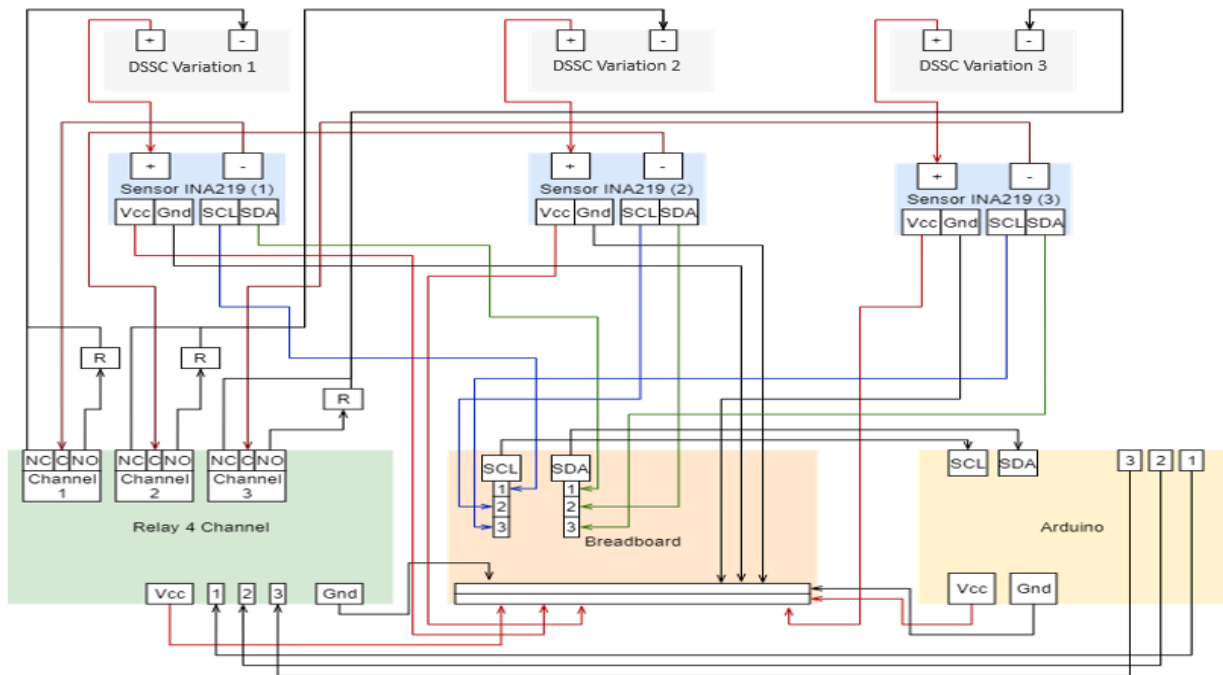 + - + - + -
DSSC Variation 1 DSSC Variation 2 DSSC Variation 3
+ - + - + -
Sensor INA219 (1) Sensor INA219 (2) Sensor INA219 (3)
Vcc Gnd SCL SDA Vcc Gnd SCL SDA Vcc Gnd SCL SDA
R R R
NC C NO NC C NO NC C NO
Channel 1 Channel 2 Channel 3
SCL SDA SCL SDA 3 2 1
1 1
2 2
3 3
Relay 4 Channel Breadboard Arduino
Vcc 1 2 3 Gnd Vcc Gnd